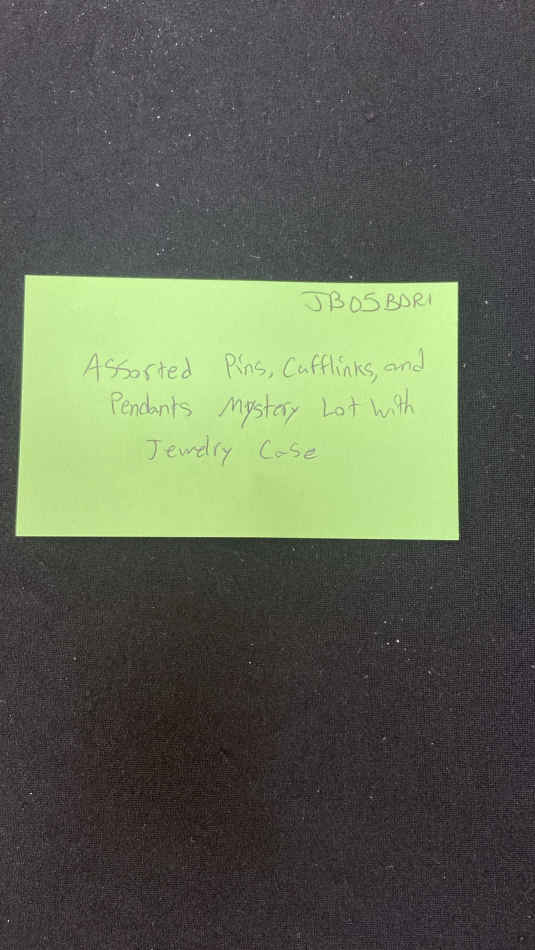 JB05BDR1
Assorted Pins, Cufflinks, and
Pendants Mystery Lot with
Jewelry Case